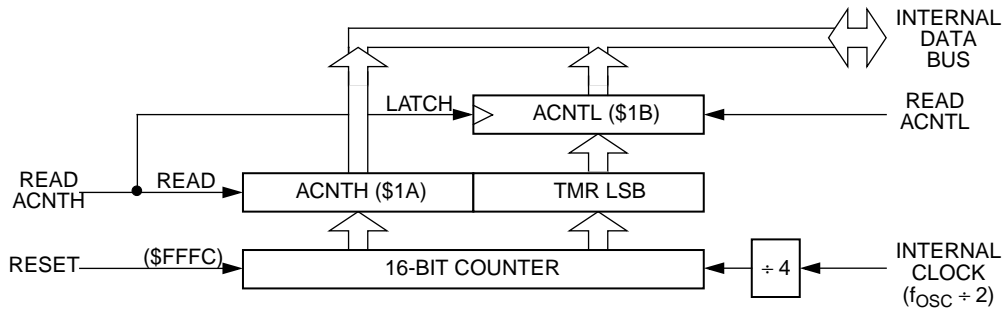 INTERNAL
DATA
BUS
LATCH
ACNTL ($1B)
READ
ACNTL
READ
ACNTH
READ
ACNTH ($1A)
TMR LSB
RESET
($FFFC)
16-BIT COUNTER
÷ 4
INTERNAL
CLOCK
(fOSC ÷ 2)